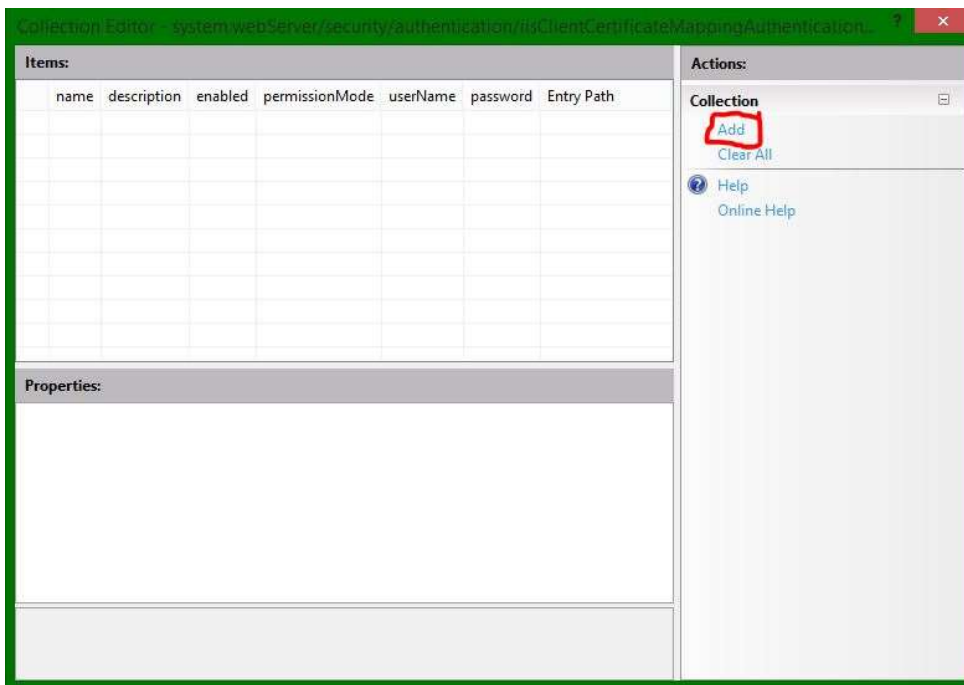 Collection Editor - system.webServer/security/authentication/iisClientCertificateMappingAuthentication...
?
Items:
name description enabled permissionMode userName password Entry Path
Properties:
Actions:
Collection
Add
Clear All
Help
Online Help